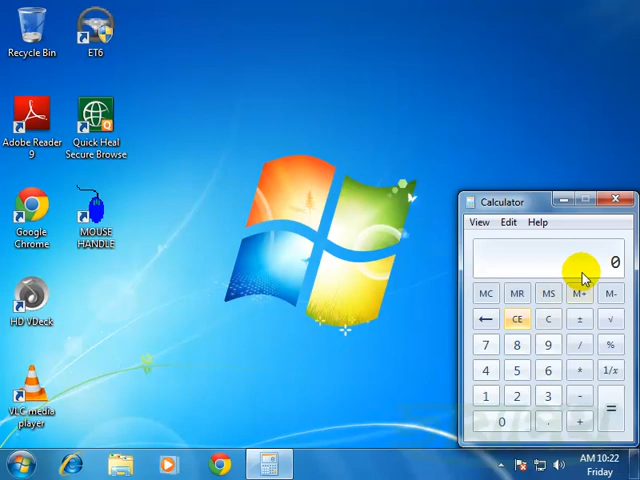 Recycle Bin
ET6
Adobe Reader
9
Quick Heal
Secure Browse
Google
Chrome
MOUSE
HANDLE
HD VDeck
VLC media
player
Calculator
View Edit Help
0
MC MR MS M+ M-
← CE C ± √
7 8 9 / %
4 5 6 * 1/x
1 2 3 - =
0 . +
AM 10:22
Friday